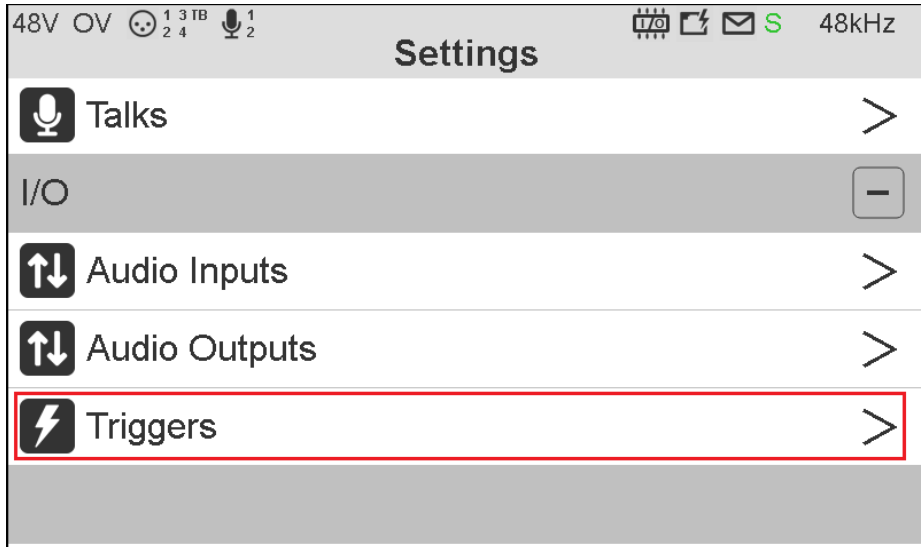 48V OV 1 3 TB 2 4 1 2 I/O S 48kHz
Settings
Talks
I/O
Audio Inputs
Audio Outputs
Triggers